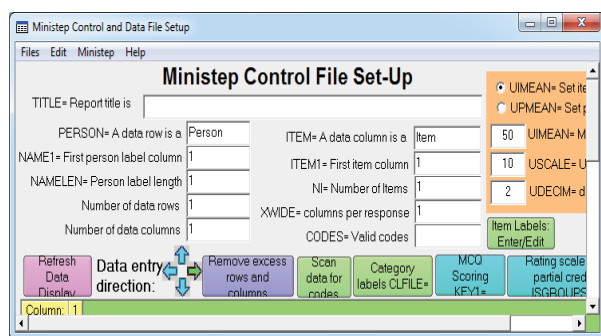 Ministep Control and Data File Setup
Files Edit Ministep Help
Ministep Control File Set-Up
TITLE= Report title is
PERSON= A data row is a Person
ITEM= A data column is a Item
NAME1= First person label column 1
ITEM1= First item column 1
NAMELEN= Person label length 1
NI= Number of Items 1
Number of data rows 1
XWIDE= columns per response 1
Number of data columns 1
CODES= Valid codes
UIMEAN= Set ite
UPMEAN= Set p
50 UIMEAN= M
10 USCALE= U
2 UDECIM= d
Item Labels:
Enter/Edit
Refresh
Data
Display
Data entry
direction:
Remove excess
rows and
columns
Scan
data for
codes
Category
labels CLFILE=
MCQ
Scoring
KEY1=
Rating scale
partial cred
ISGROUPS
Column: 1